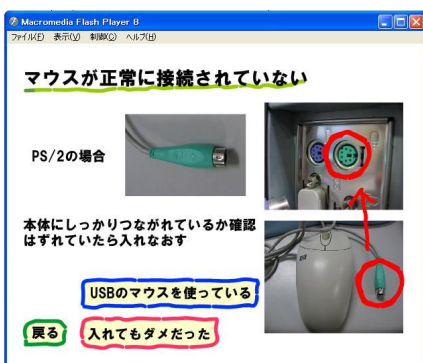 Macromedia Flash Player 8
ファイル(F) 表示(V) 制御(C) ヘルプ(H)
マウスが正常に接続されていない
PS/2の場合
本体にしっかりつながれているか確認
はずれていたら入れなおす
USBのマウスを使っている
戻る 入れてもダメだった